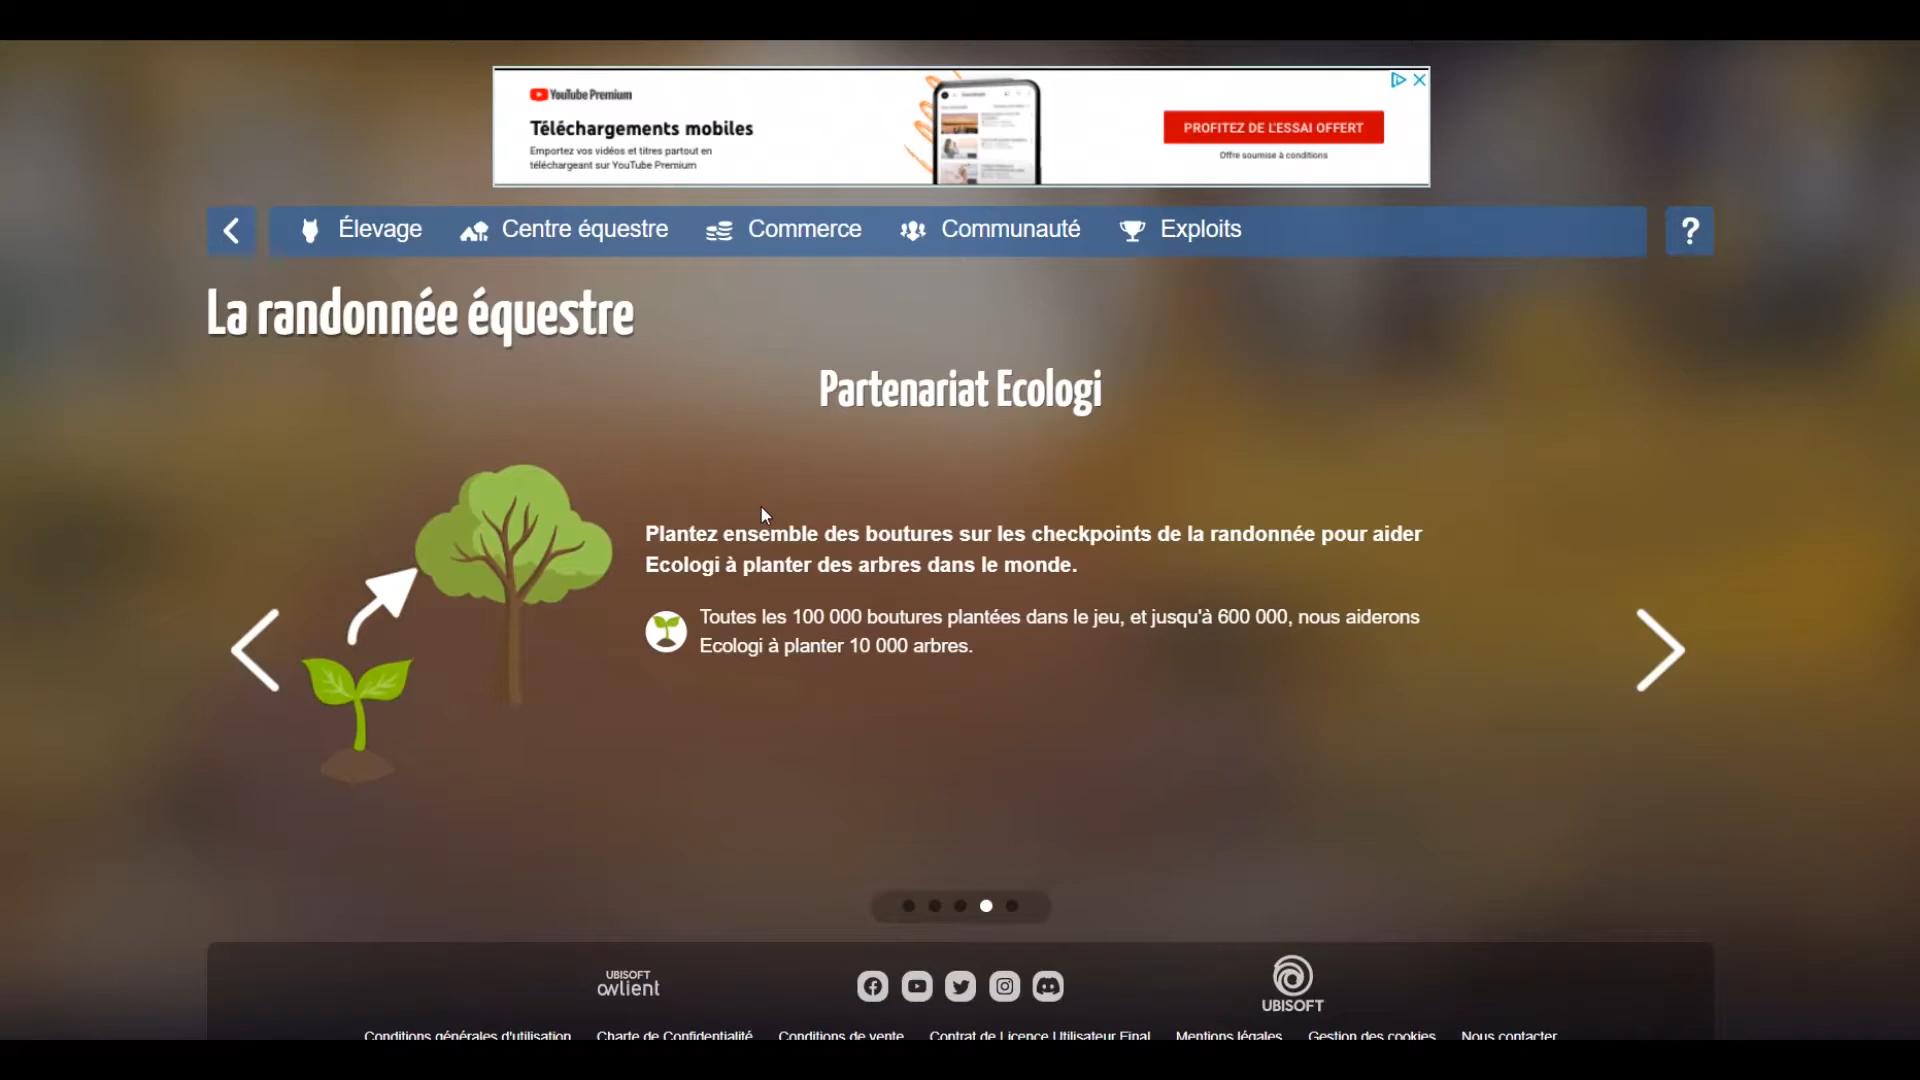 YouTube Premium
Téléchargements mobiles
Emportez vos vidéos et titres partout en
téléchargeant sur YouTube Premium
PROFITEZ DE L'ESSAI OFFERT
Offre soumise à conditions
Élevage Centre équestre Commerce Communauté Exploits ?
La randonnée équestre
Partenariat Ecologi
Plantez ensemble des boutures sur les checkpoints de la randonnée pour aider
Ecologi à planter des arbres dans le monde.
Toutes les 100 000 boutures plantées dans le jeu, et jusqu'à 600 000, nous aiderons
Ecologi à planter 10 000 arbres.
UBISOFT
owlient
UBISOFT
Conditions générales d'utilisation Charte de Confidentialité Conditions de vente Contrat de Licence Utilisateur Final Mentions légales Gestion des cookies Nous contacter